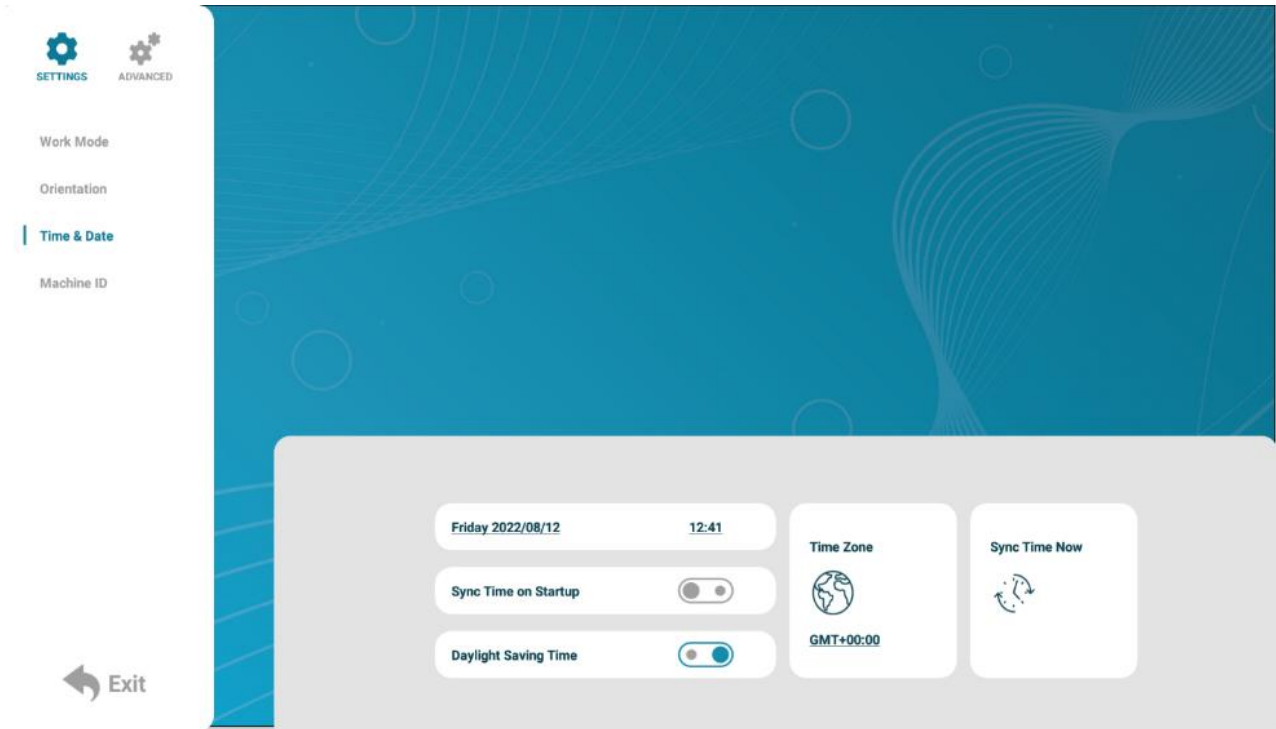 SETTINGS ADVANCED
Work Mode
Orientation
Time & Date
Machine ID
Exit
Friday 2022/08/12 12:41
Sync Time on Startup
Daylight Saving Time
Time Zone
GMT+00:00
Sync Time Now